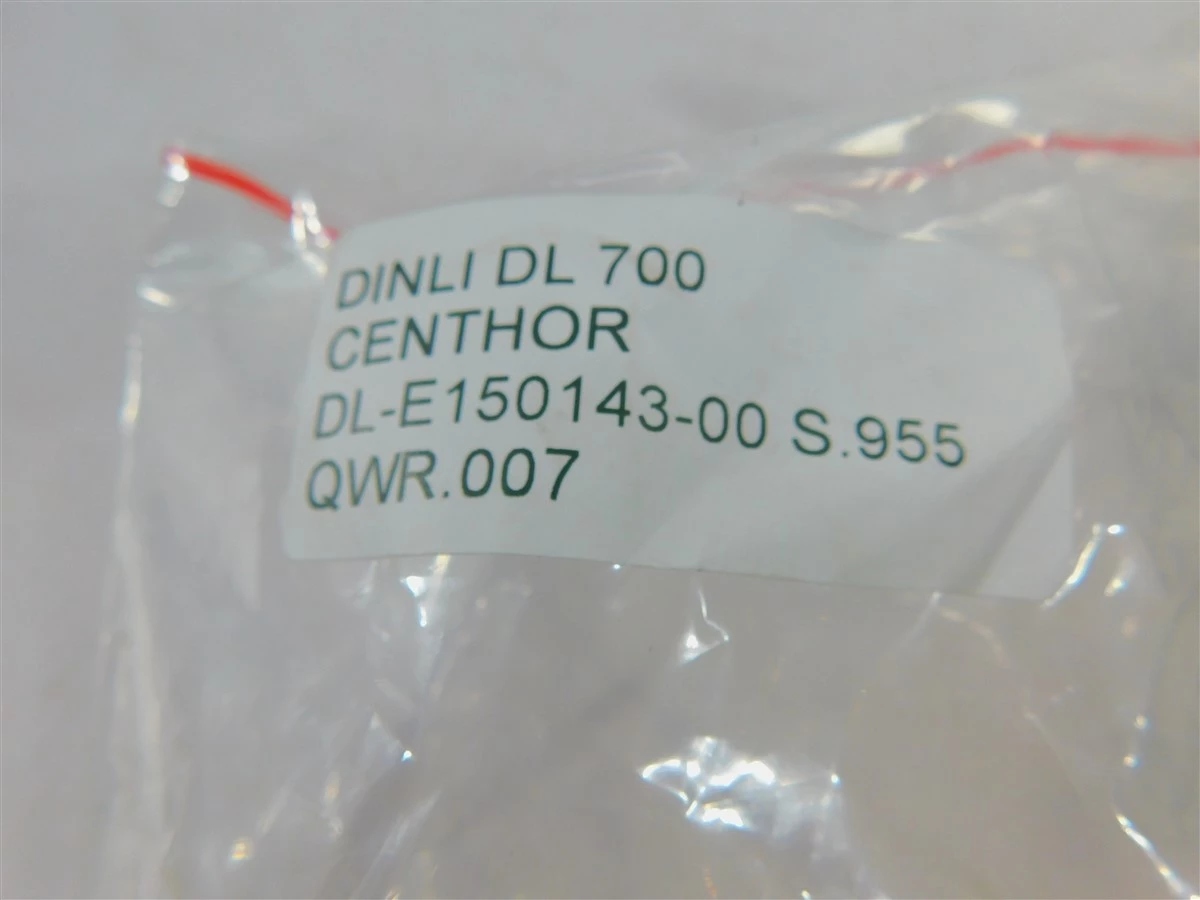 DINLI DL 700
CENTHOR
DL-E150143-00 S.955
QWR.007